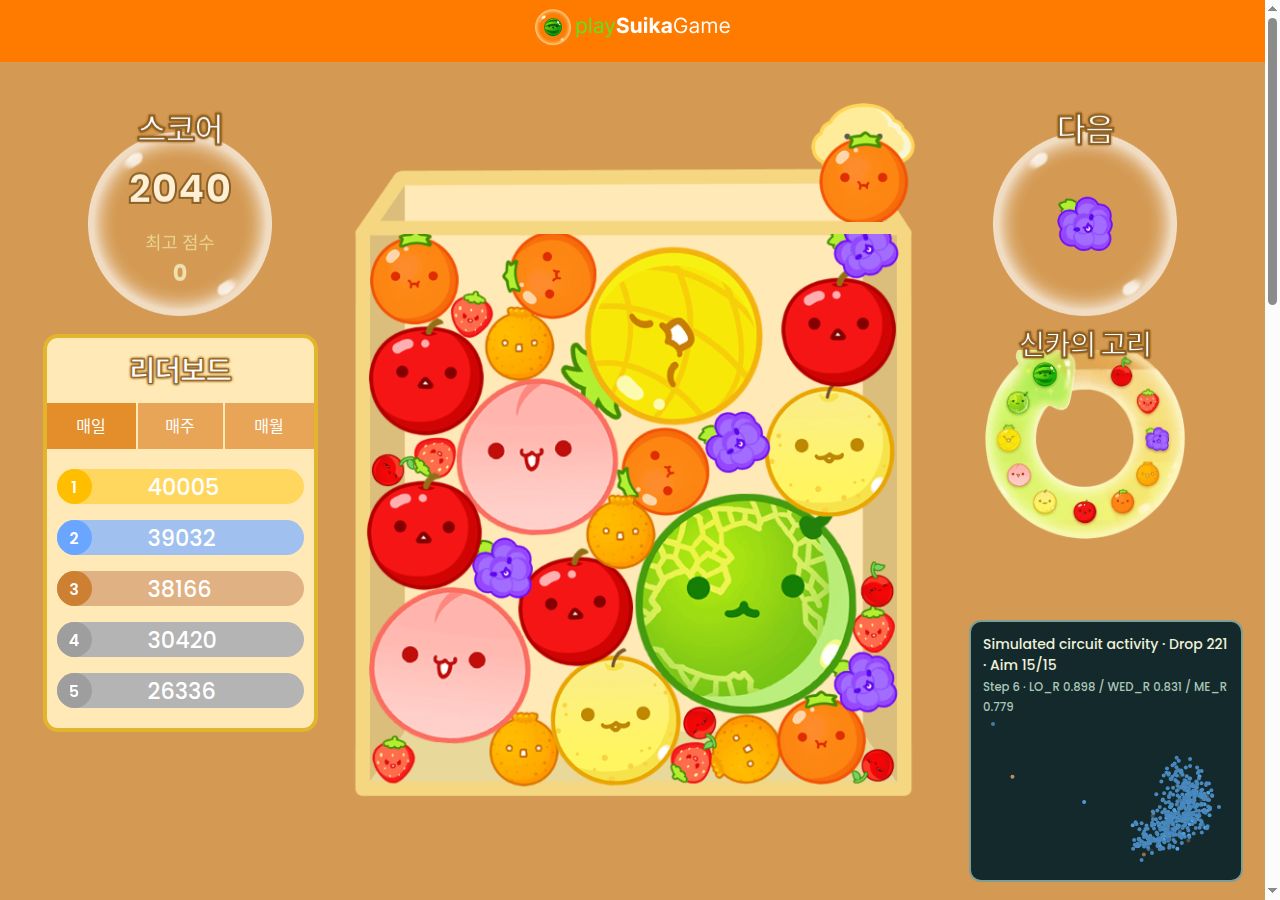 playSuikaGame
스코어
2040
최고 점수
0
다음
리더보드
매일 매주 매월
1 40005
2 39032
3 38166
4 30420
5 26336
신카의 고리
Simulated circuit activity · Drop 221
· Aim 15/15
Step 6 · LO_R 0.898 / WED_R 0.831 / ME_R
0.779